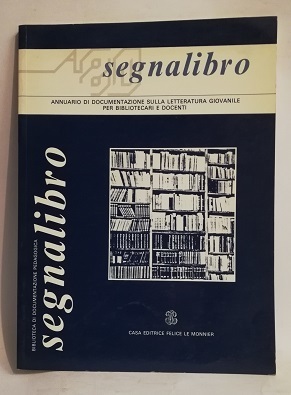 segnalibro
ANNUARIO DI DOCUMENTAZIONE SULLA LETTERATURA GIOVANILE
PER BIBLIOTECARI E DOCENTI
BIBLIOTECA DI DOCUMENTAZIONE PEDAGOGICA
segnalibro
CASA EDITRICE FELICE LE MONNIER